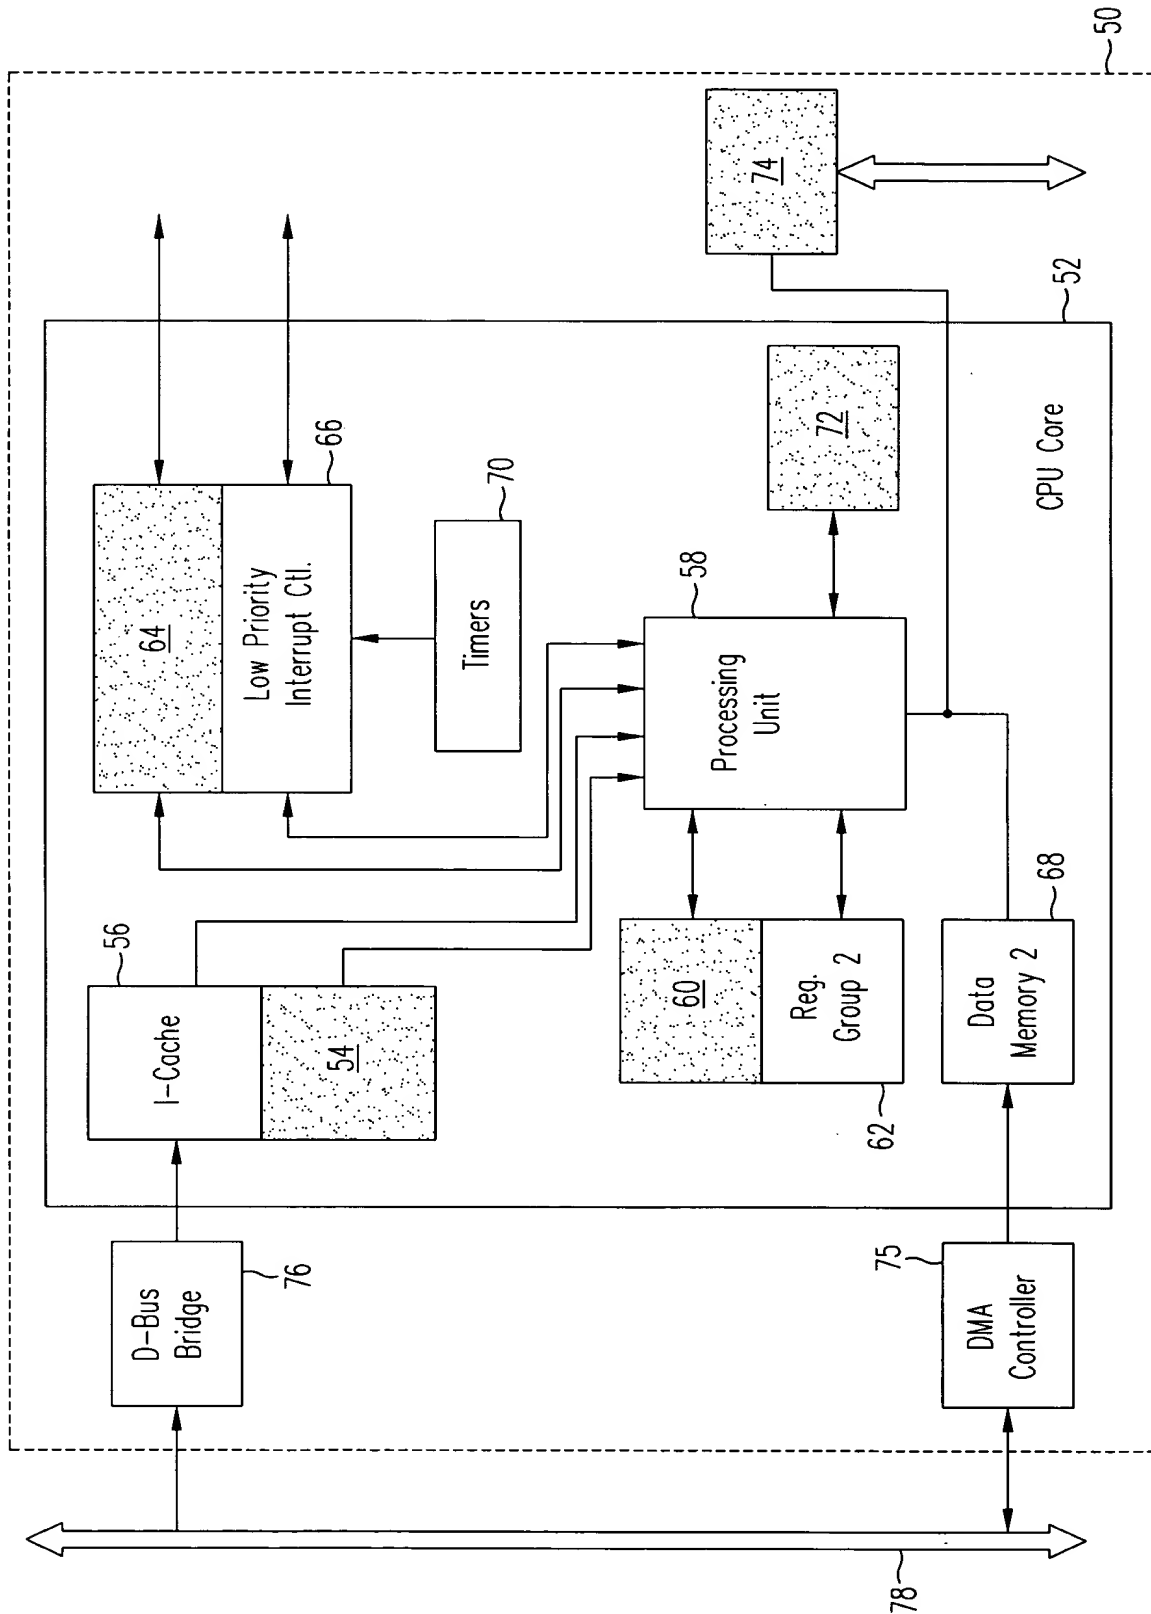 50
74
52
CPU Core
64
Low Priority
Interrupt Ctl.
66
Timers
70
72
58
Processing
Unit
56
I-Cache
54
60
Reg.
Group 2
62
68
Data
Memory 2
D-Bus
Bridge
76
75
DMA
Controller
78